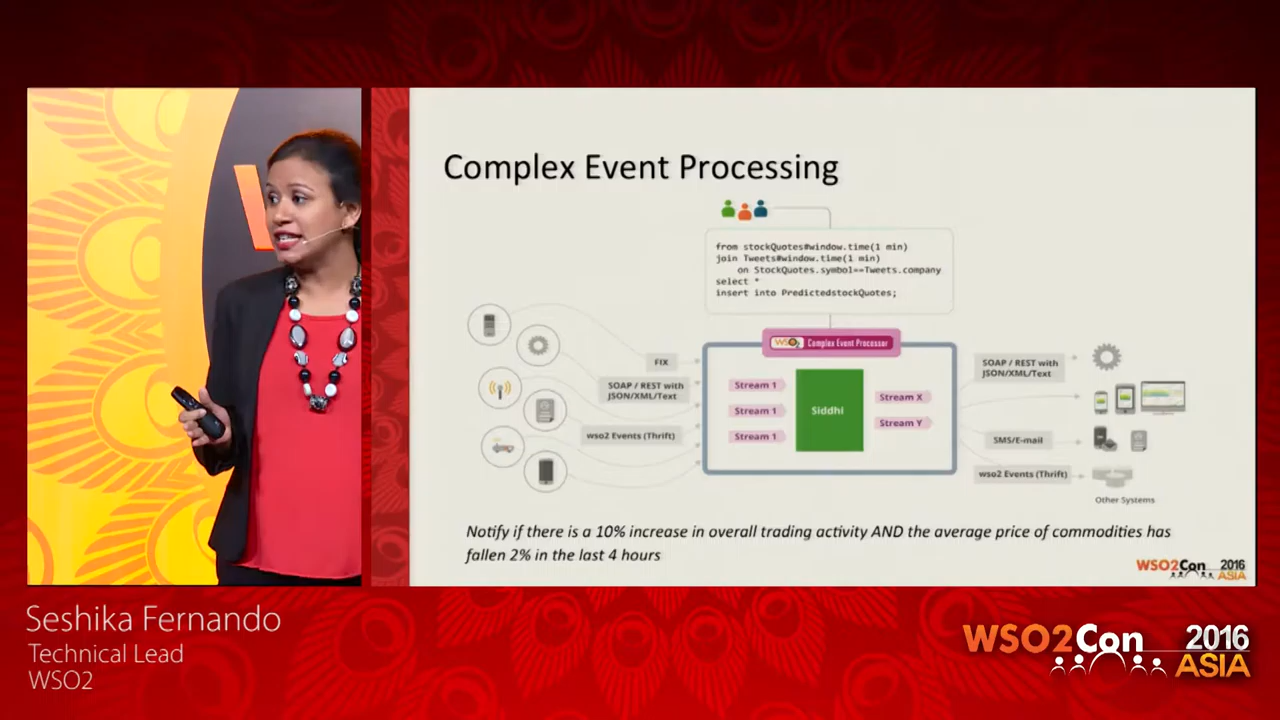 Complex Event Processing
from stockQuotes#window.time(1 min)
join Tweets#window.time(1 min)
on StockQuotes.symbol==Tweets.company
select *
insert into PredictedstockQuotes;
WSO2 Complex Event Processor
FIX
SOAP / REST with
JSON/XML/Text
wso2 Events (Thrift)
Stream 1
Stream 1
Stream 1
Siddhi
Stream X
Stream Y
SOAP / REST with
JSON/XML/Text
SMS/E-mail
wso2 Events (Thrift)
Other Systems
Notify if there is a 10% increase in overall trading activity AND the average price of commodities has
fallen 2% in the last 4 hours
WSO2Con 2016
ASIA
Seshika Fernando
Technical Lead
WSO2
WSO2Con 2016
ASIA